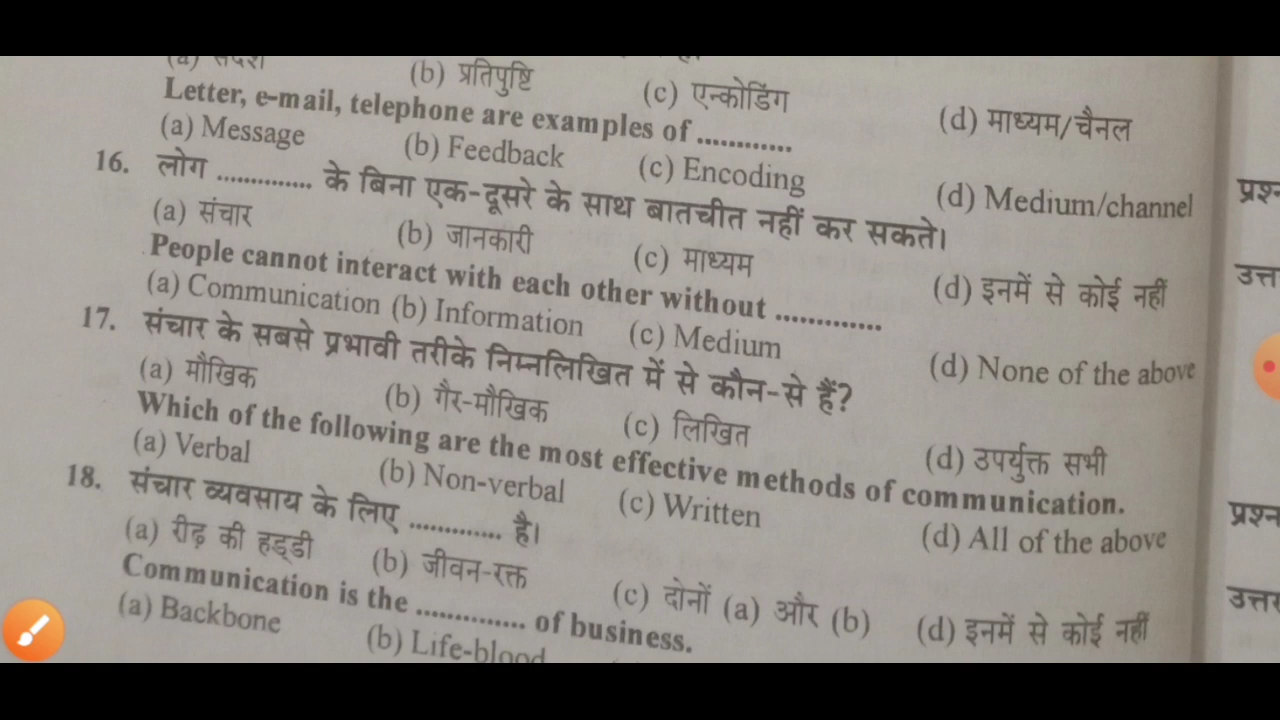 (a) संदेश
(b) प्रतिपुष्टि
(c) एन्कोडिंग
(d) माध्यम/चैनल
Letter, e-mail, telephone are examples of .............
(a) Message (b) Feedback (c) Encoding (d) Medium/channel
16. लोग .............. के बिना एक-दूसरे के साथ बातचीत नहीं कर सकते।
(a) संचार (b) जानकारी (c) माध्यम (d) इनमें से कोई नहीं
People cannot interact with each other without .............
(a) Communication (b) Information (c) Medium (d) None of the above
17. संचार के सबसे प्रभावी तरीके निम्नलिखित में से कौन-से हैं?
(a) मौखिक (b) गैर-मौखिक (c) लिखित (d) उपर्युक्त सभी
Which of the following are the most effective methods of communication.
(a) Verbal (b) Non-verbal (c) Written (d) All of the above
18. संचार व्यवसाय के लिए ............. है।
(a) रीढ़ की हड्डी (b) जीवन-रक्त (c) दोनों (a) और (b) (d) इनमें से कोई नहीं
Communication is the ............. of business.
(a) Backbone (b) Life-blood